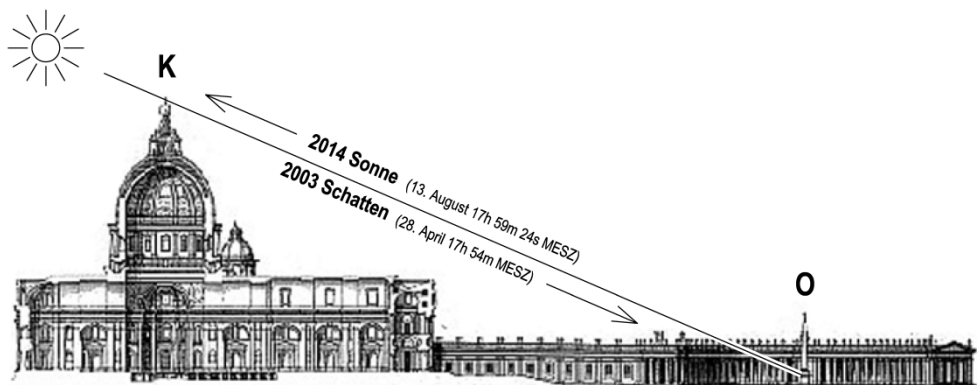 K
2014 Sonne (13. August 17h 59m 24s MESZ)
2003 Schatten (28. April 17h 54m MESZ)
O